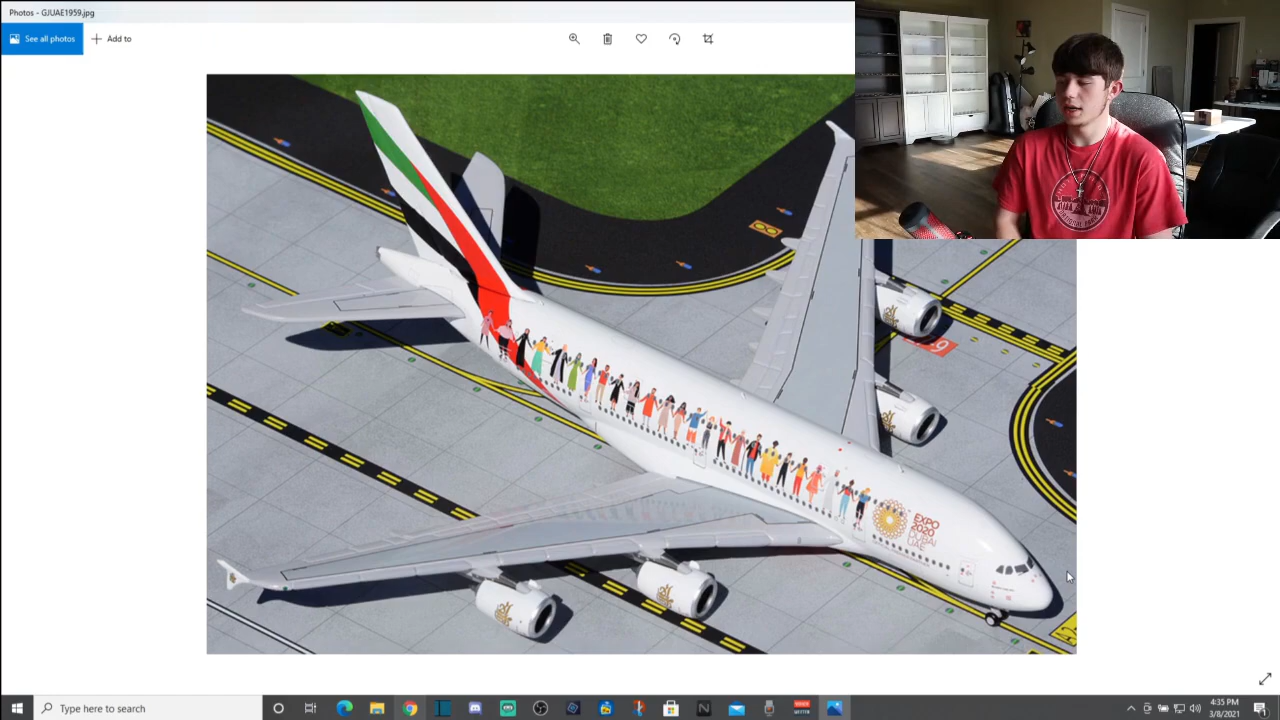 Photos - GJUAE1959.jpg
See all photos
Add to
EXPO
2020
DUBAI
UAE
Type here to search
4:35 PM
3/8/2021